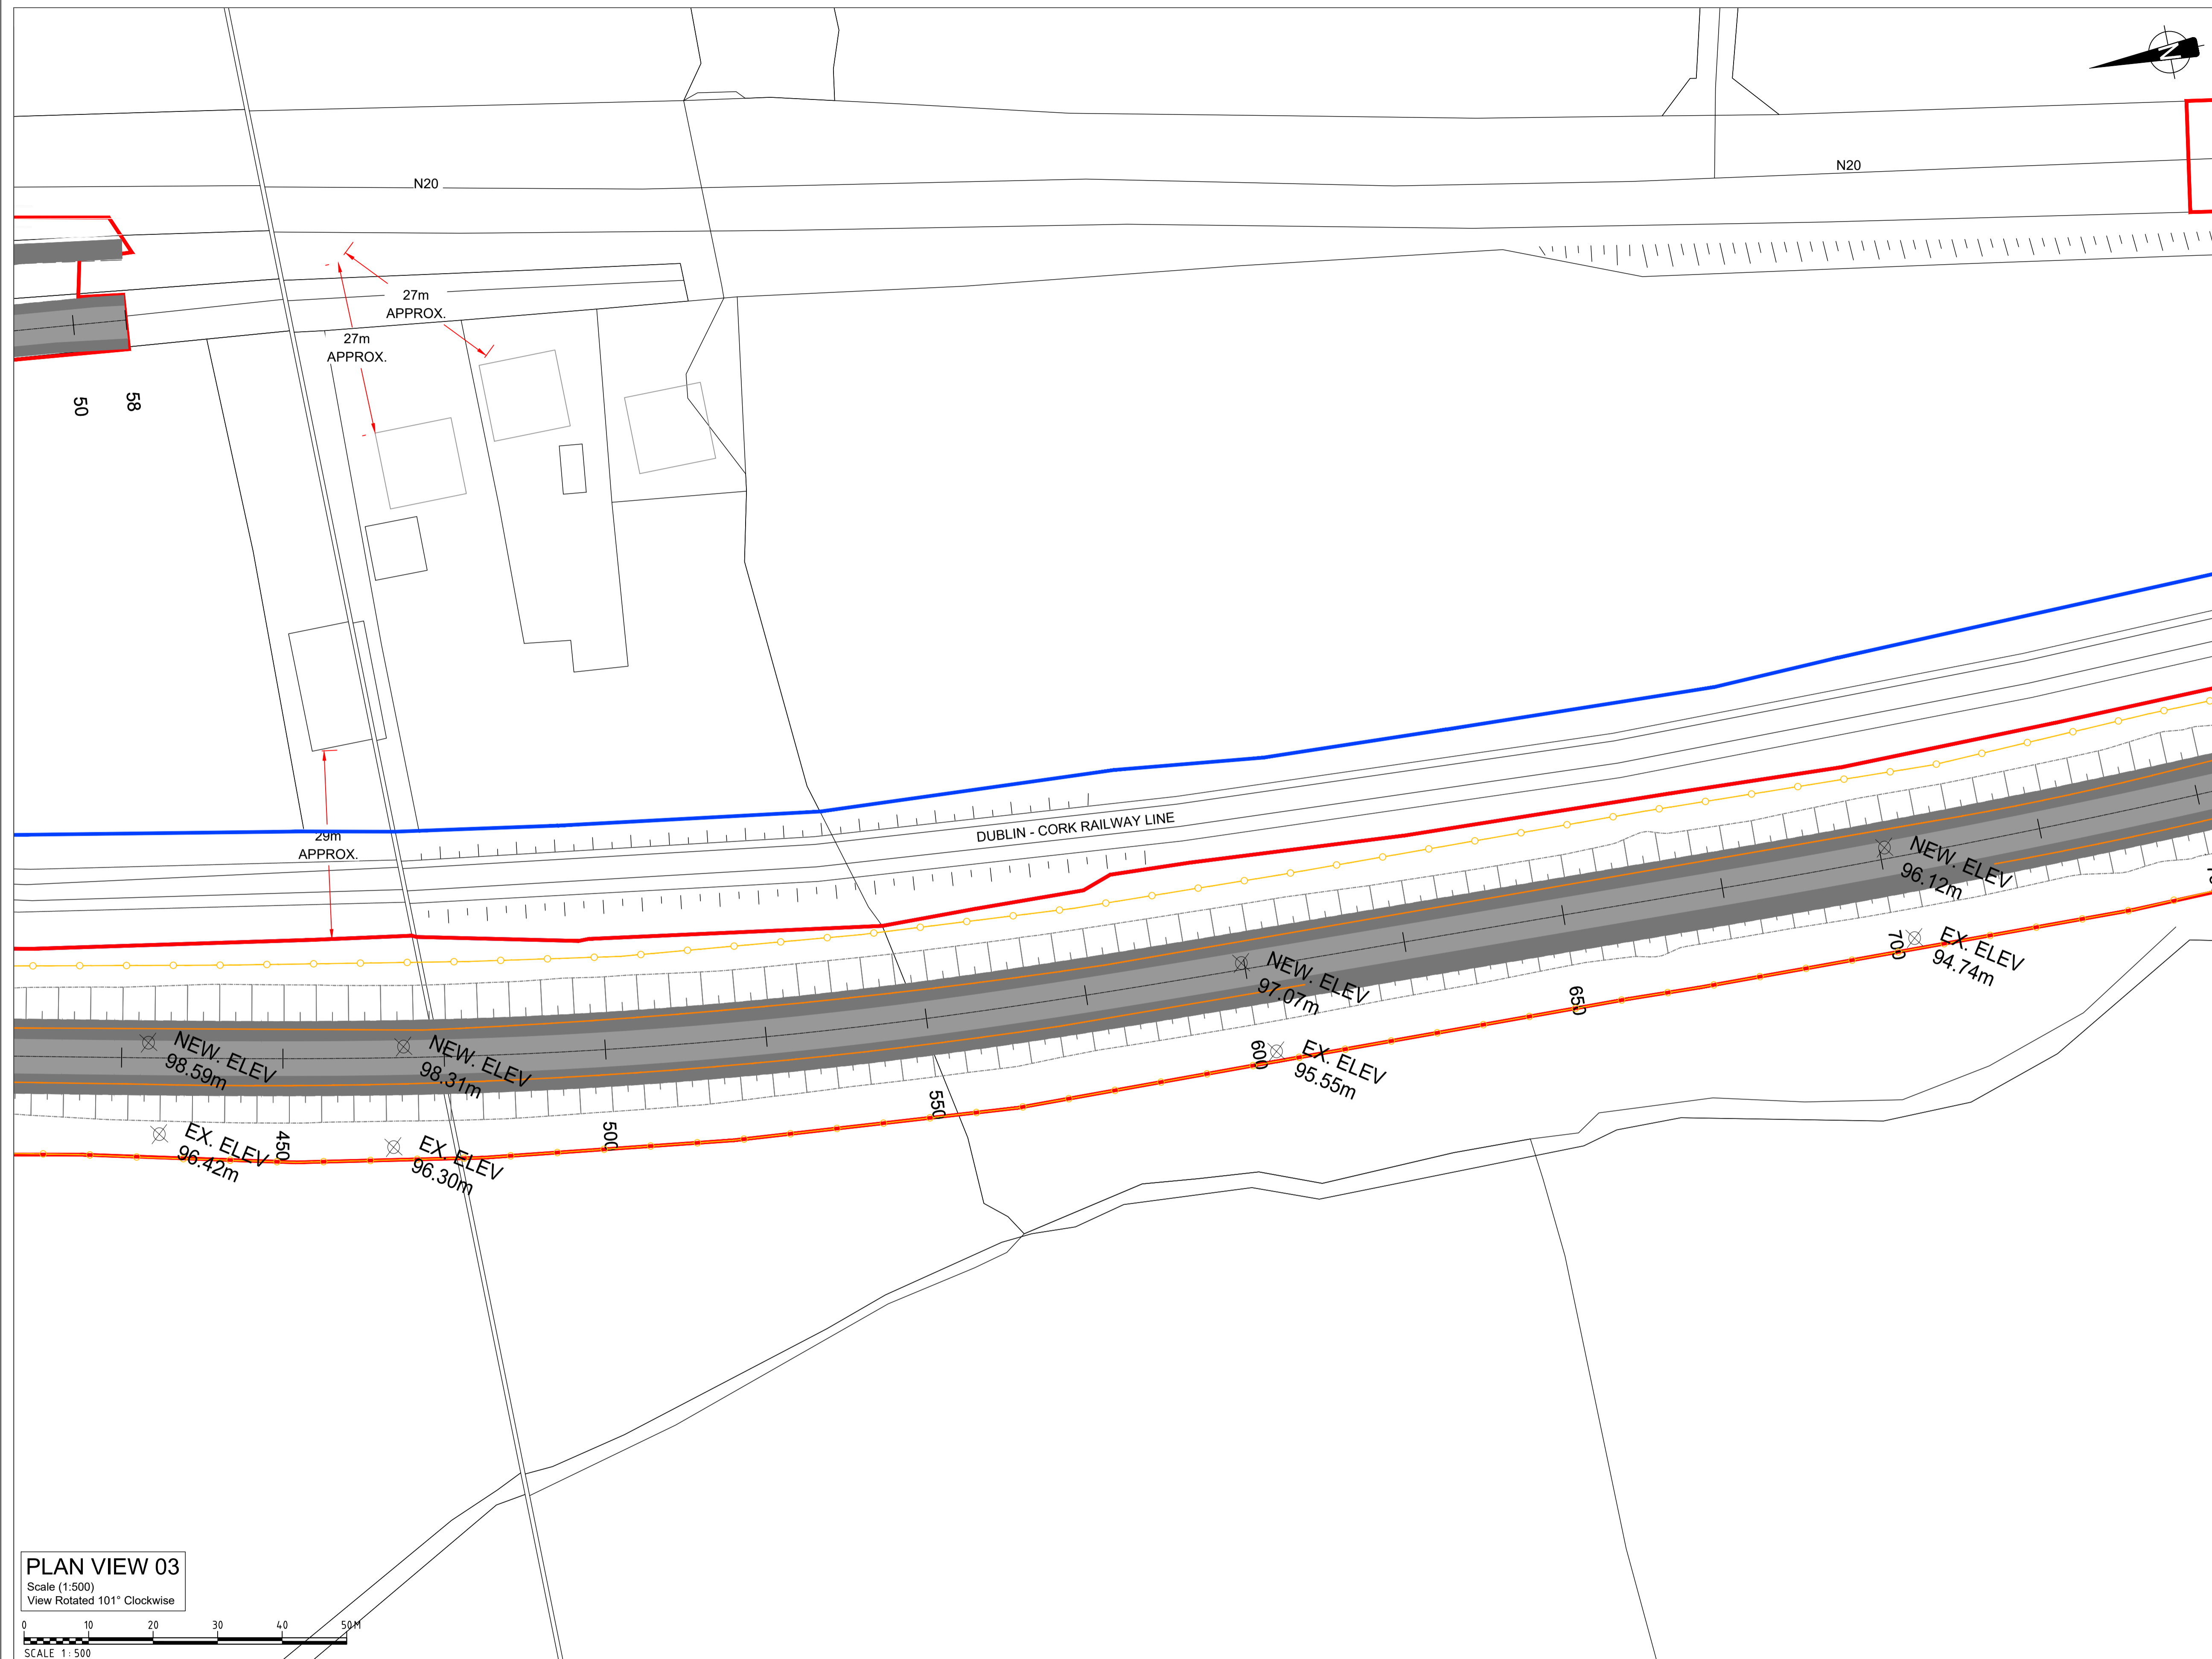 N
N20
N20
27m
APPROX.
27m
APPROX.
50
58
29m
APPROX.
DUBLIN - CORK RAILWAY LINE
NEW. ELEV
96.12m
EX. ELEV
94.74m
700
NEW. ELEV
97.07m
650
EX. ELEV
95.55m
600
NEW. ELEV
98.59m
NEW. ELEV
98.31m
550
EX. ELEV
96.42m
450
EX. ELEV
96.30m
500
PLAN VIEW 03
Scale (1:500)
View Rotated 101° Clockwise
0 10 20 30 40 50M
SCALE 1:500